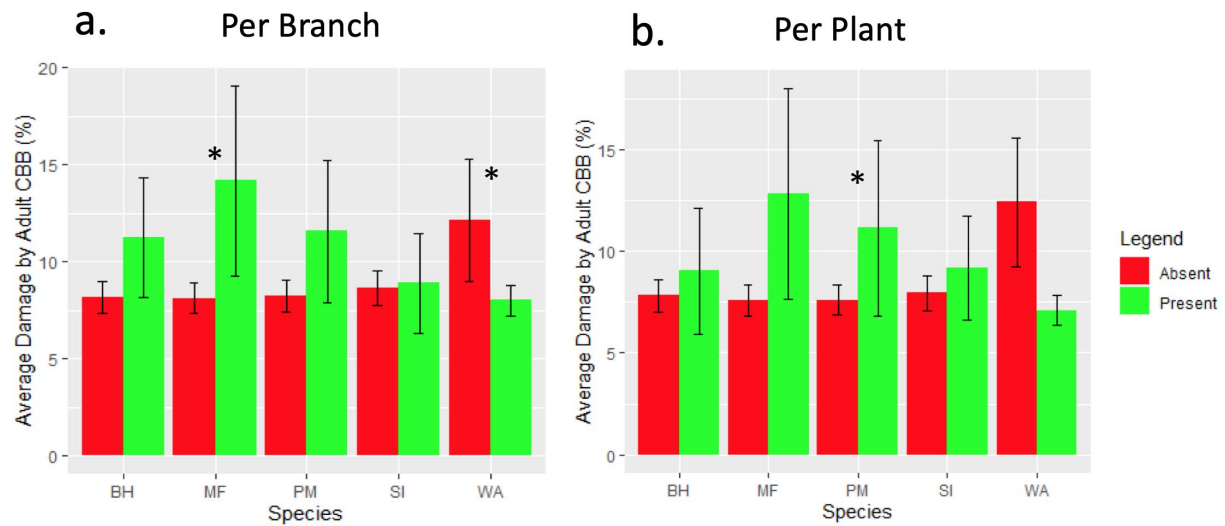 a.
Per Branch
Average Damage by Adult CBB (%)
20
15
10
5
0
*
*
BH
MF
PM
SI
WA
Species
b.
Per Plant
Average Damage by Adult CBB (%)
15
10
5
0
*
BH
MF
PM
SI
WA
Species
Legend
Absent
Present